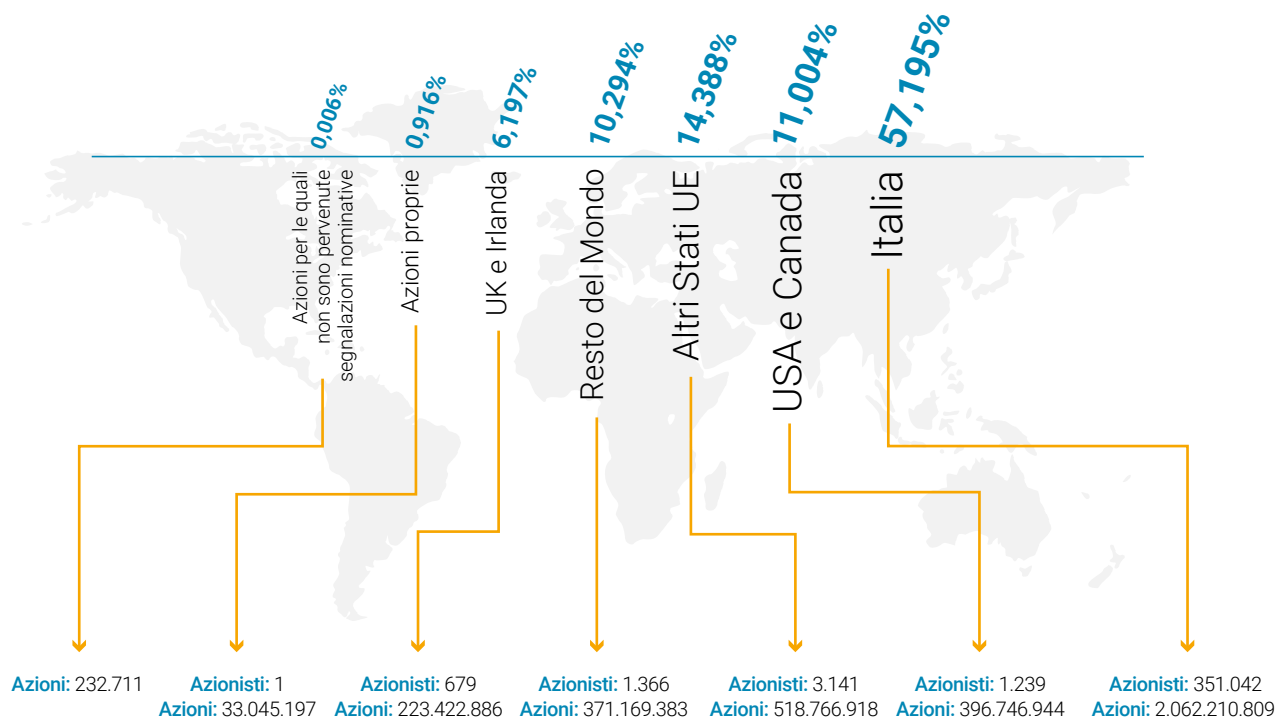 0,006%
0,916%
6,197%
10,294%
14,388%
11,004%
57,195%
Azioni per le quali
non sono pervenute
segnalazioni nominative
Azioni proprie
UK e Irlanda
Resto del Mondo
Altri Stati UE
USA e Canada
Italia
Azioni: 232.711
Azionisti: 1
Azioni: 33.045.197
Azionisti: 679
Azioni: 223.422.886
Azionisti: 1.366
Azioni: 371.169.383
Azionisti: 3.141
Azioni: 518.766.918
Azionisti: 1.239
Azioni: 396.746.944
Azionisti: 351.042
Azioni: 2.062.210.809